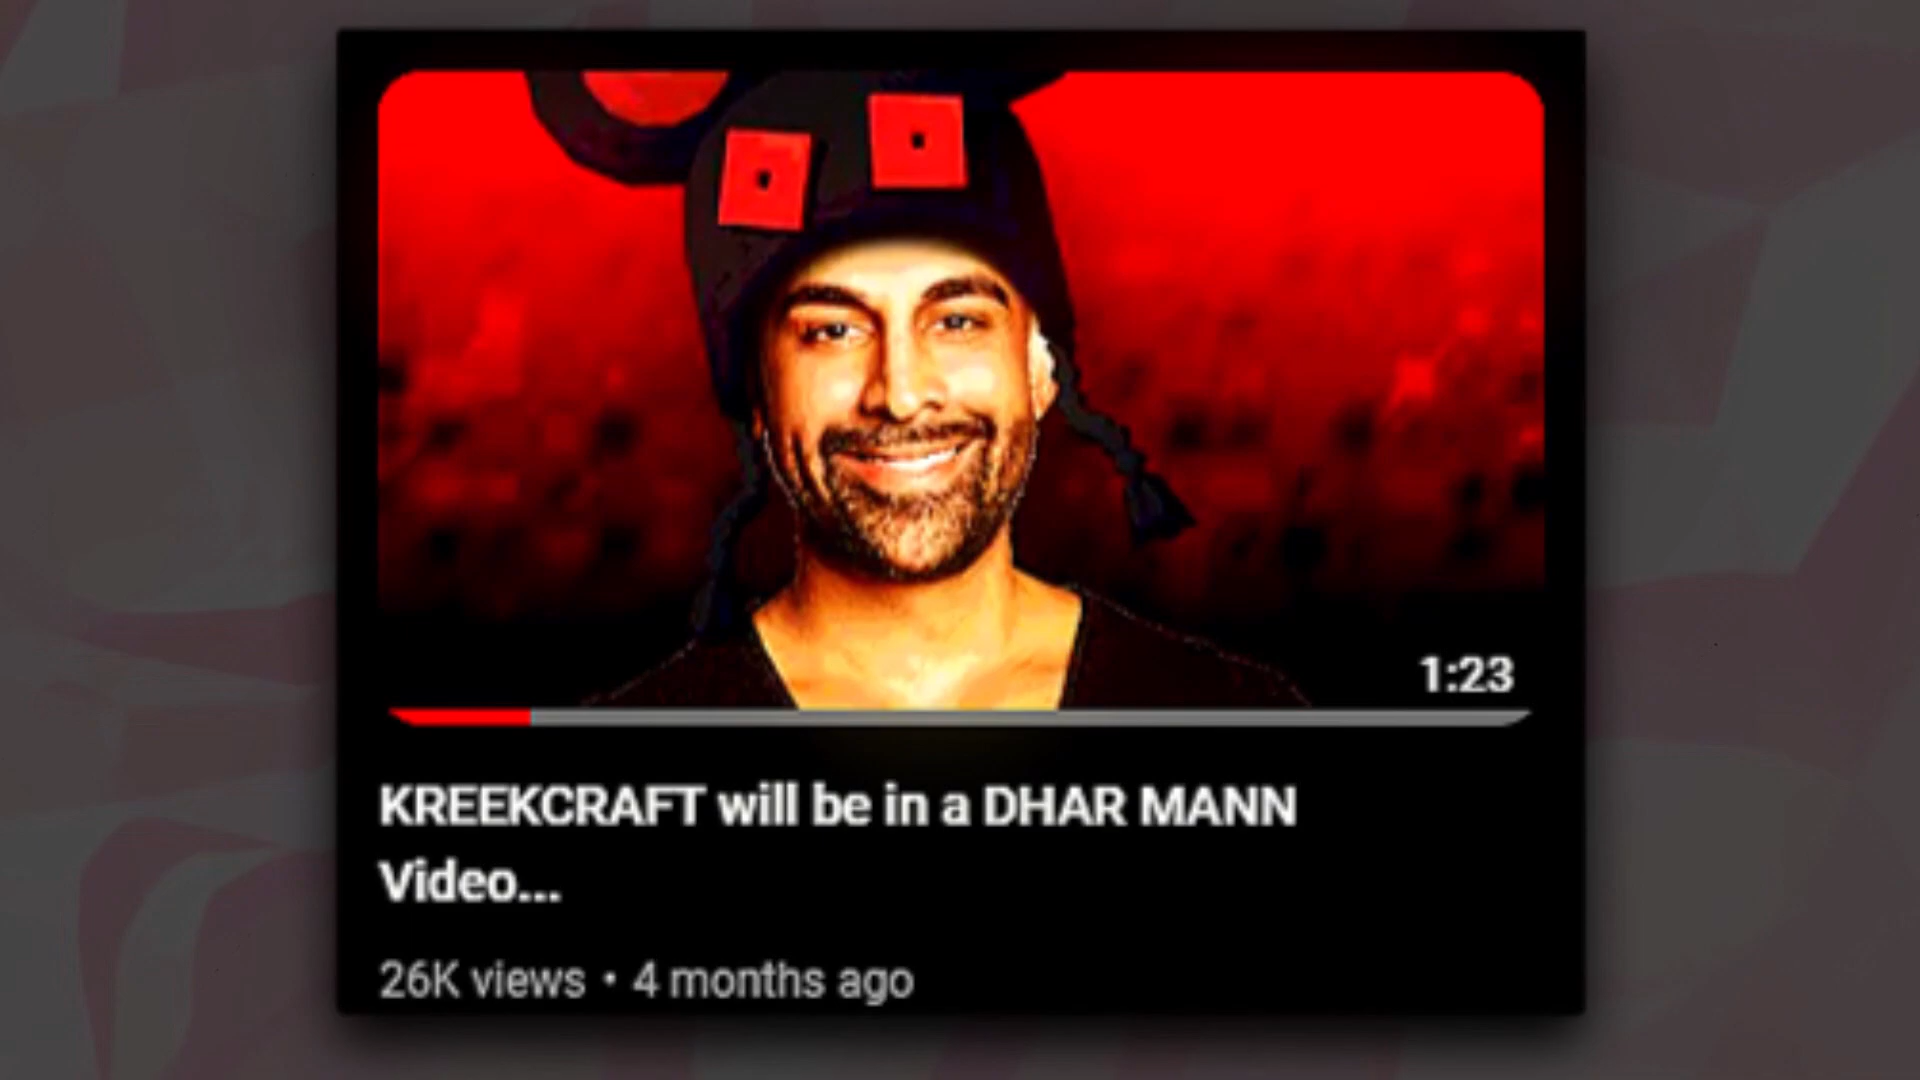 1:23
KREEKCRAFT will be in a DHAR MANN
Video...
26K views • 4 months ago